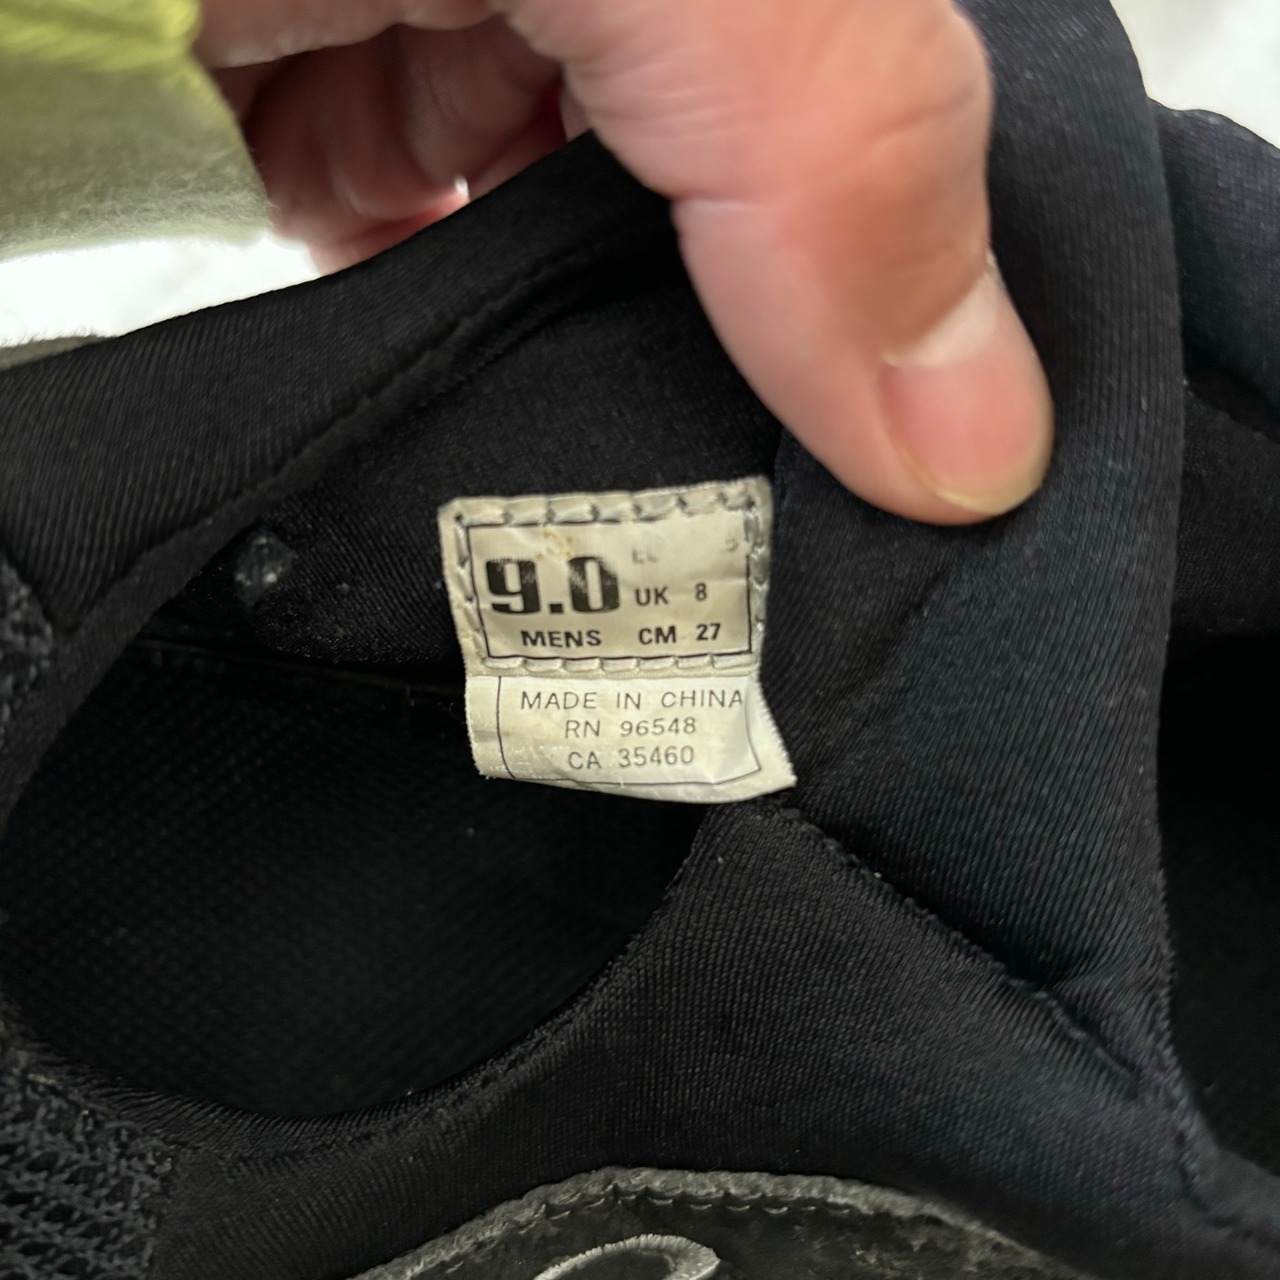 9.0
UK 8
MENS CM 27
MADE IN CHINA
RN 96548
CA 35460